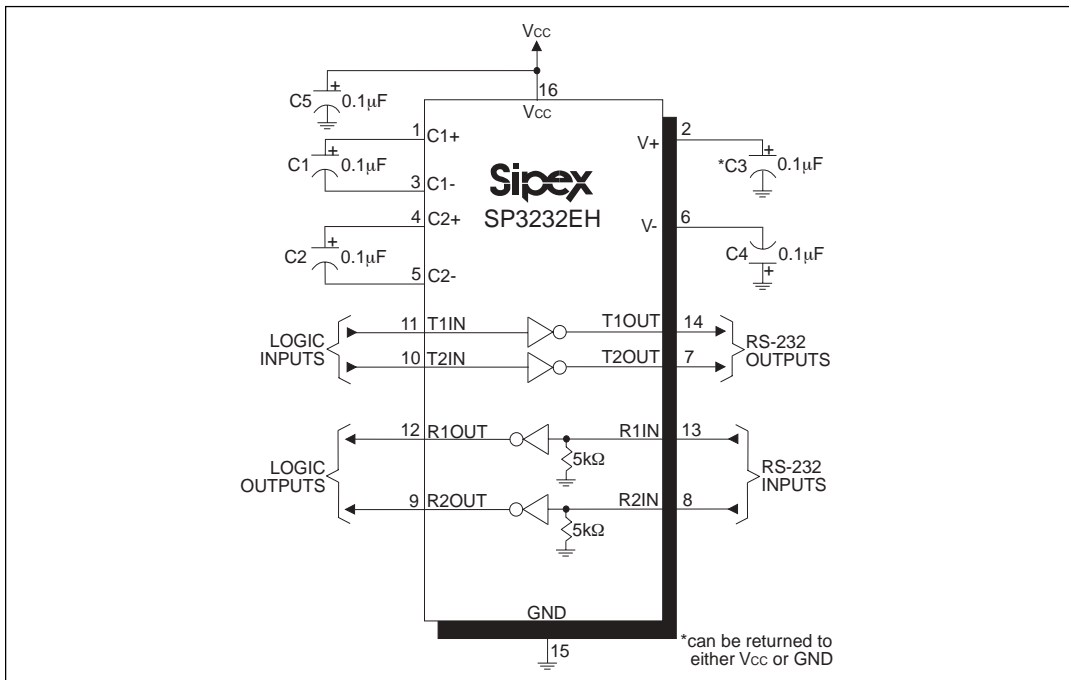 VCC
C5 + 0.1µF
16
VCC
1 C1+
C1 + 0.1µF
3 C1-
4 C2+
C2 + 0.1µF
5 C2-
Sipex
SP3232EH
V+ 2
*C3 + 0.1µF
V- 6
C4 0.1µF
+
LOGIC
INPUTS
11 T1IN T1OUT 14
10 T2IN T2OUT 7
RS-232
OUTPUTS
LOGIC
OUTPUTS
12 R1OUT R1IN 13
5kΩ
9 R2OUT R2IN 8
5kΩ
RS-232
INPUTS
GND
15
*can be returned to
either VCC or GND